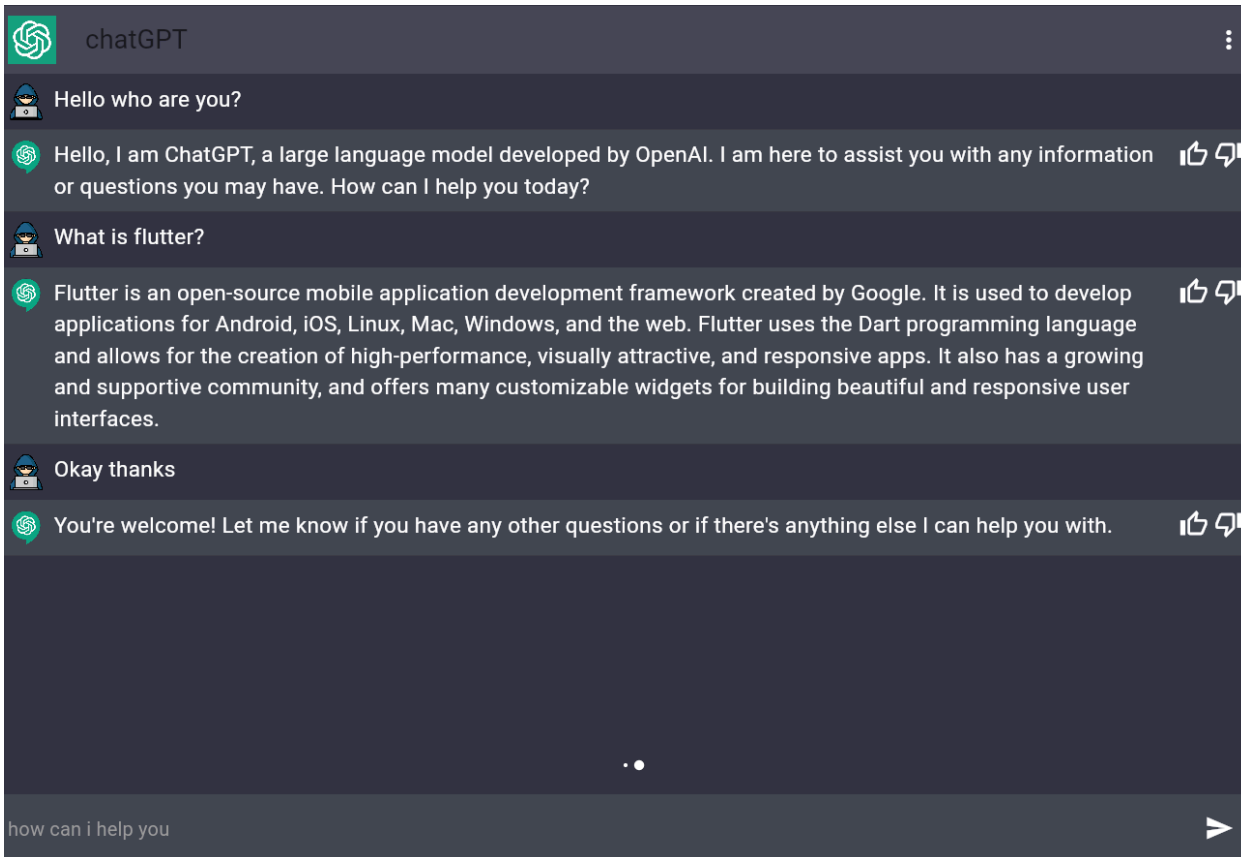 chatGPT
Hello who are you?
Hello, I am ChatGPT, a large language model developed by OpenAI. I am here to assist you with any information
or questions you may have. How can I help you today?
What is flutter?
Flutter is an open-source mobile application development framework created by Google. It is used to develop
applications for Android, iOS, Linux, Mac, Windows, and the web. Flutter uses the Dart programming language
and allows for the creation of high-performance, visually attractive, and responsive apps. It also has a growing
and supportive community, and offers many customizable widgets for building beautiful and responsive user
interfaces.
Okay thanks
You're welcome! Let me know if you have any other questions or if there's anything else I can help you with.
how can i help you